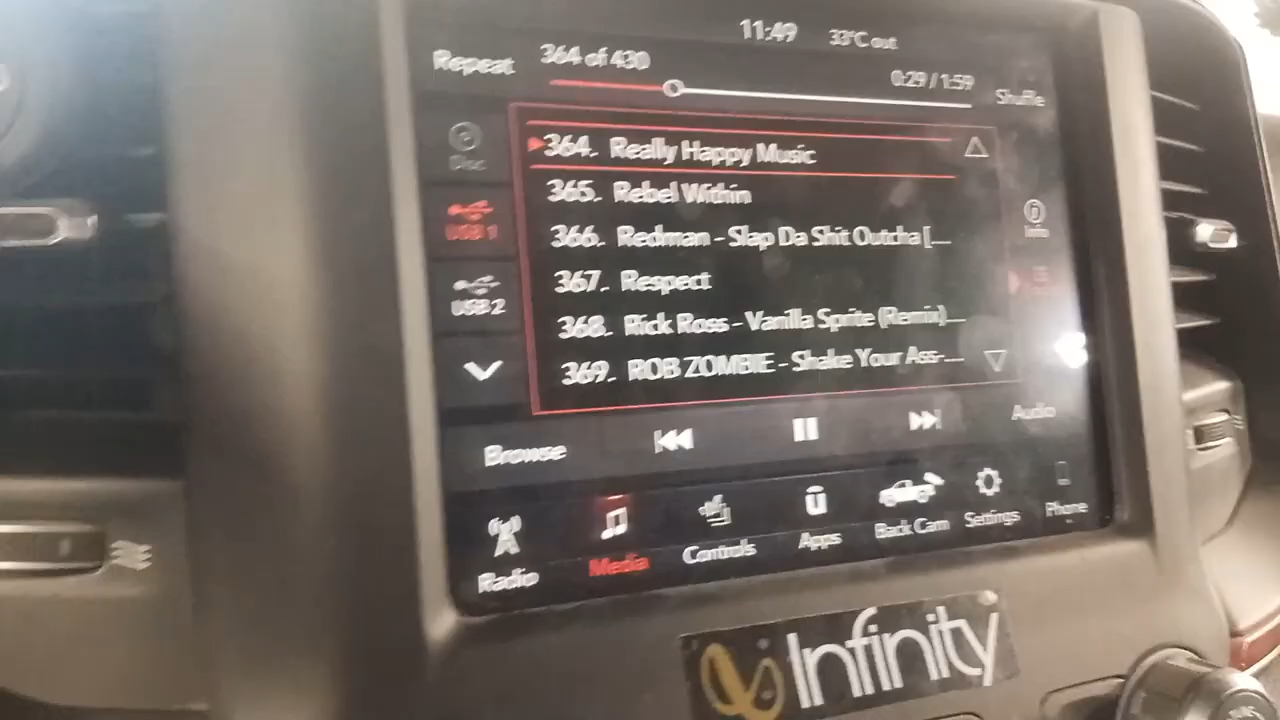 11:49 33°C out
Repeat 364 of 430 0:29 / 1:59 Shuffle
Disc
USB 1
USB 2
364. Really Happy Music
365. Rebel Within
366. Redman - Slap Da Shit Outcha [...
367. Respect
368. Rick Ross - Vanilla Sprite (Remix)...
369. ROB ZOMBIE - Shake Your Ass-...
Info
Audio
Browse
Radio Media Controls Apps Back Cam Settings Phone
Infinity